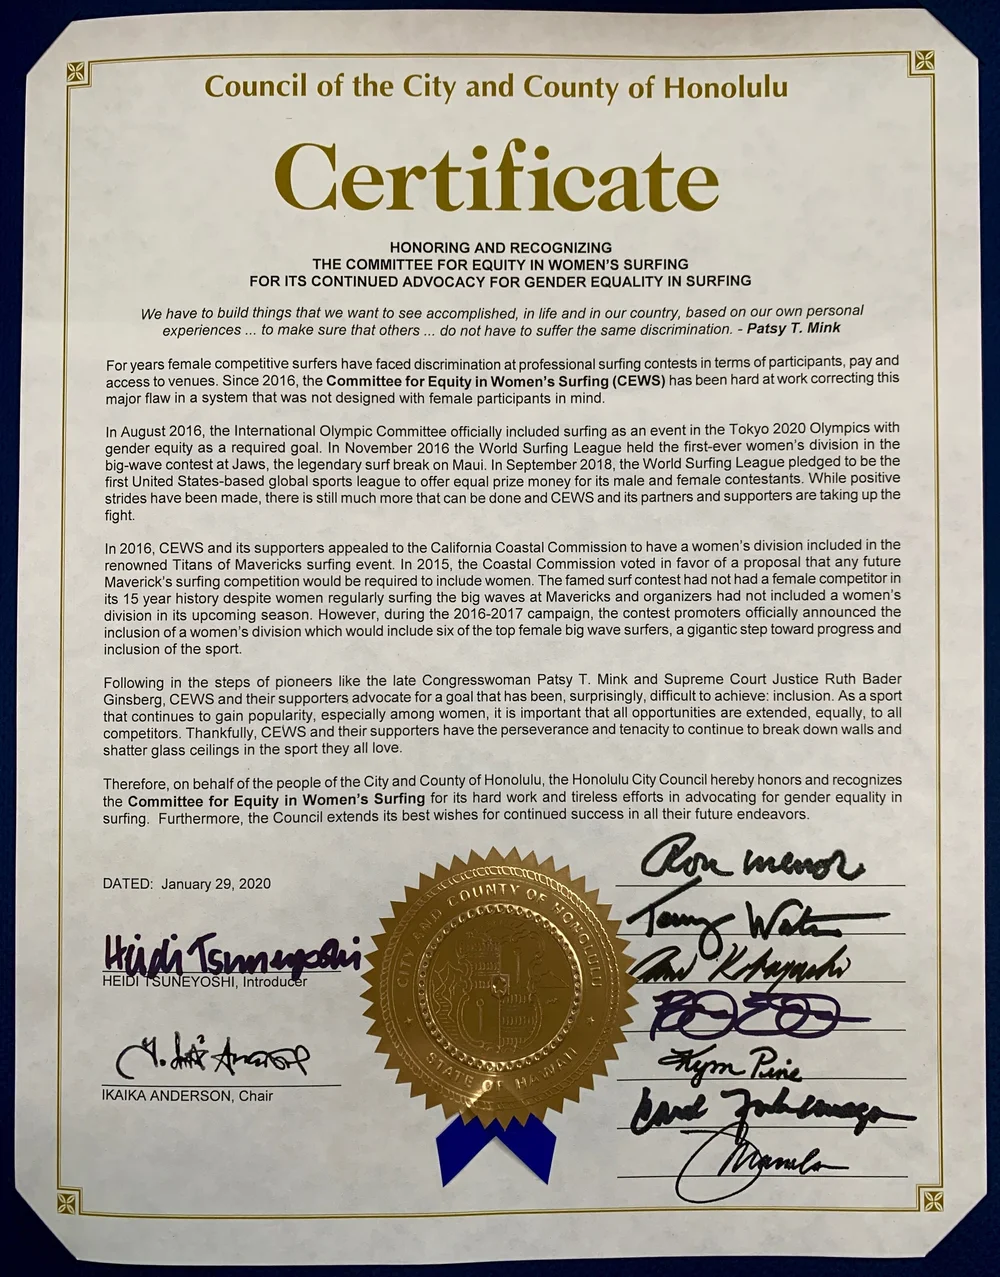 Council of the City and County of Honolulu
Certificate
HONORING AND RECOGNIZING
THE COMMITTEE FOR EQUITY IN WOMEN'S SURFING
FOR ITS CONTINUED ADVOCACY FOR GENDER EQUALITY IN SURFING
We have to build things that we want to see accomplished, in life and in our country, based on our own personal
experiences ... to make sure that others ... do not have to suffer the same discrimination. - Patsy T. Mink
For years female competitive surfers have faced discrimination at professional surfing contests in terms of participants, pay and
access to venues. Since 2016, the Committee for Equity in Women's Surfing (CEWS) has been hard at work correcting this
major flaw in a system that was not designed with female participants in mind.
In August 2016, the International Olympic Committee officially included surfing as an event in the Tokyo 2020 Olympics with
gender equity as a required goal. In November 2016 the World Surfing League held the first-ever women's division in the
big-wave contest at Jaws, the legendary surf break on Maui. In September 2018, the World Surfing League pledged to be the
first United States-based global sports league to offer equal prize money for its male and female contestants. While positive
strides have been made, there is still much more that can be done and CEWS and its partners and supporters are taking up the
fight.
In 2016, CEWS and its supporters appealed to the California Coastal Commission to have a women's division included in the
renowned Titans of Mavericks surfing event. In 2015, the Coastal Commission voted in favor of a proposal that any future
Maverick's surfing competition would be required to include women. The famed surf contest had not had a female competitor in
its 15 year history despite women regularly surfing the big waves at Mavericks and organizers had not included a women's
division in its upcoming season. However, during the 2016-2017 campaign, the contest promoters officially announced the
inclusion of a women's division which would include six of the top female big wave surfers, a gigantic step toward progress and
inclusion of the sport.
Following in the steps of pioneers like the late Congresswoman Patsy T. Mink and Supreme Court Justice Ruth Bader
Ginsberg, CEWS and their supporters advocate for a goal that has been, surprisingly, difficult to achieve: inclusion. As a sport
that continues to gain popularity, especially among women, it is important that all opportunities are extended, equally, to all
competitors. Thankfully, CEWS and their supporters have the perseverance and tenacity to continue to break down walls and
shatter glass ceilings in the sport they all love.
Therefore, on behalf of the people of the City and County of Honolulu, the Honolulu City Council hereby honors and recognizes
the Committee for Equity in Women's Surfing for its hard work and tireless efforts in advocating for gender equality in
surfing. Furthermore, the Council extends its best wishes for continued success in all their future endeavors.
DATED: January 29, 2020
Heidi Tsuneyoshi
HEIDI TSUNEYOSHI, Introducer
IKAIKA ANDERSON, Chair
CITY AND COUNTY OF HONOLULU
STATE OF HAWAII
Ron Menor
Kobayashi
Kym Pine
Carol